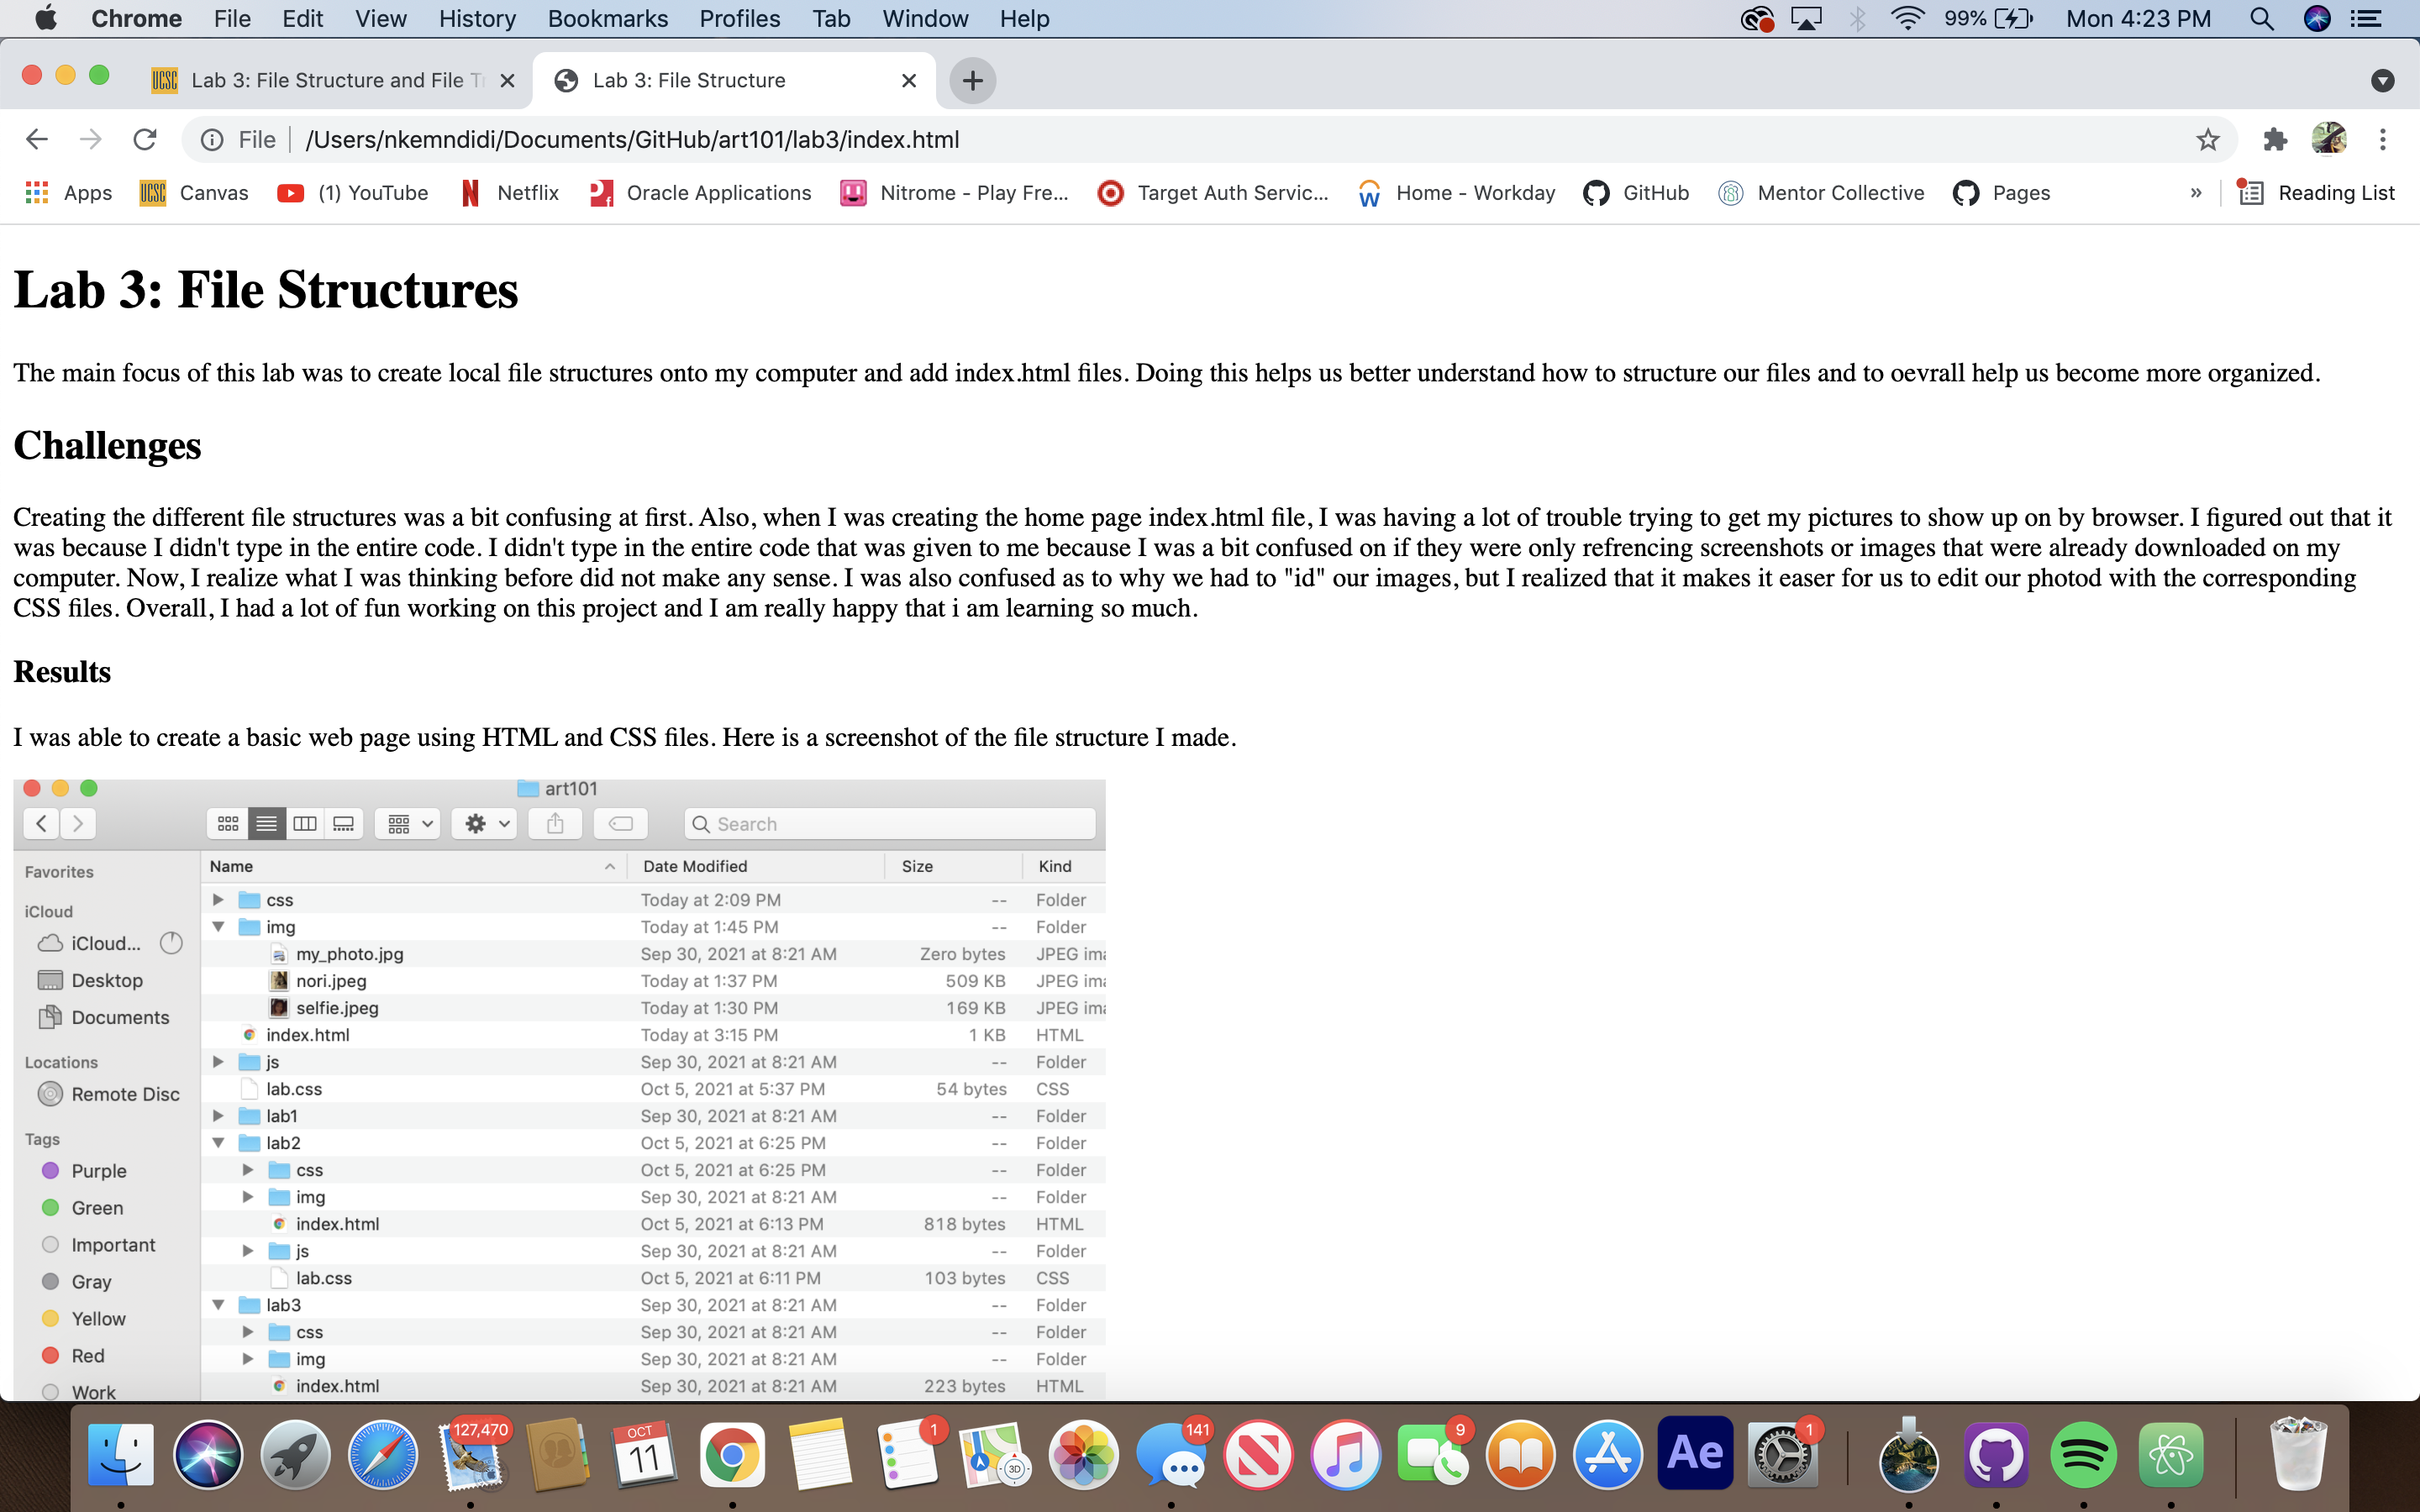 Chrome File Edit View History Bookmarks Profiles Tab Window Help 99% Mon 4:23 PM
UCSC Lab 3: File Structure and File Tr Lab 3: File Structure
File /Users/nkemndidi/Documents/GitHub/art101/lab3/index.html
Apps UCSC Canvas (1) YouTube Netflix Oracle Applications Nitrome - Play Fre... Target Auth Servic... Home - Workday GitHub Mentor Collective Pages » Reading List
Lab 3: File Structures
The main focus of this lab was to create local file structures onto my computer and add index.html files. Doing this helps us better understand how to structure our files and to oevrall help us become more organized.
Challenges
Creating the different file structures was a bit confusing at first. Also, when I was creating the home page index.html file, I was having a lot of trouble trying to get my pictures to show up on by browser. I figured out that it
was because I didn't type in the entire code. I didn't type in the entire code that was given to me because I was a bit confused on if they were only refrencing screenshots or images that were already downloaded on my
computer. Now, I realize what I was thinking before did not make any sense. I was also confused as to why we had to "id" our images, but I realized that it makes it easer for us to edit our photod with the corresponding
CSS files. Overall, I had a lot of fun working on this project and I am really happy that i am learning so much.
Results
I was able to create a basic web page using HTML and CSS files. Here is a screenshot of the file structure I made.
art101
Search
Favorites
iCloud
iCloud...
Desktop
Documents
Locations
Remote Disc
Tags
Purple
Green
Important
Gray
Yellow
Red
Work
Name Date Modified Size Kind
css Today at 2:09 PM -- Folder
img Today at 1:45 PM -- Folder
my_photo.jpg Sep 30, 2021 at 8:21 AM Zero bytes JPEG ima
nori.jpeg Today at 1:37 PM 509 KB JPEG ima
selfie.jpeg Today at 1:30 PM 169 KB JPEG ima
index.html Today at 3:15 PM 1 KB HTML
js Sep 30, 2021 at 8:21 AM -- Folder
lab.css Oct 5, 2021 at 5:37 PM 54 bytes CSS
lab1 Sep 30, 2021 at 8:21 AM -- Folder
lab2 Oct 5, 2021 at 6:25 PM -- Folder
css Oct 5, 2021 at 6:25 PM -- Folder
img Sep 30, 2021 at 8:21 AM -- Folder
index.html Oct 5, 2021 at 6:13 PM 818 bytes HTML
js Sep 30, 2021 at 8:21 AM -- Folder
lab.css Oct 5, 2021 at 6:11 PM 103 bytes CSS
lab3 Sep 30, 2021 at 8:21 AM -- Folder
css Sep 30, 2021 at 8:21 AM -- Folder
img Sep 30, 2021 at 8:21 AM -- Folder
index.html Sep 30, 2021 at 8:21 AM 223 bytes HTML
127,470 OCT 11 1 3D 141 9 Ae 1